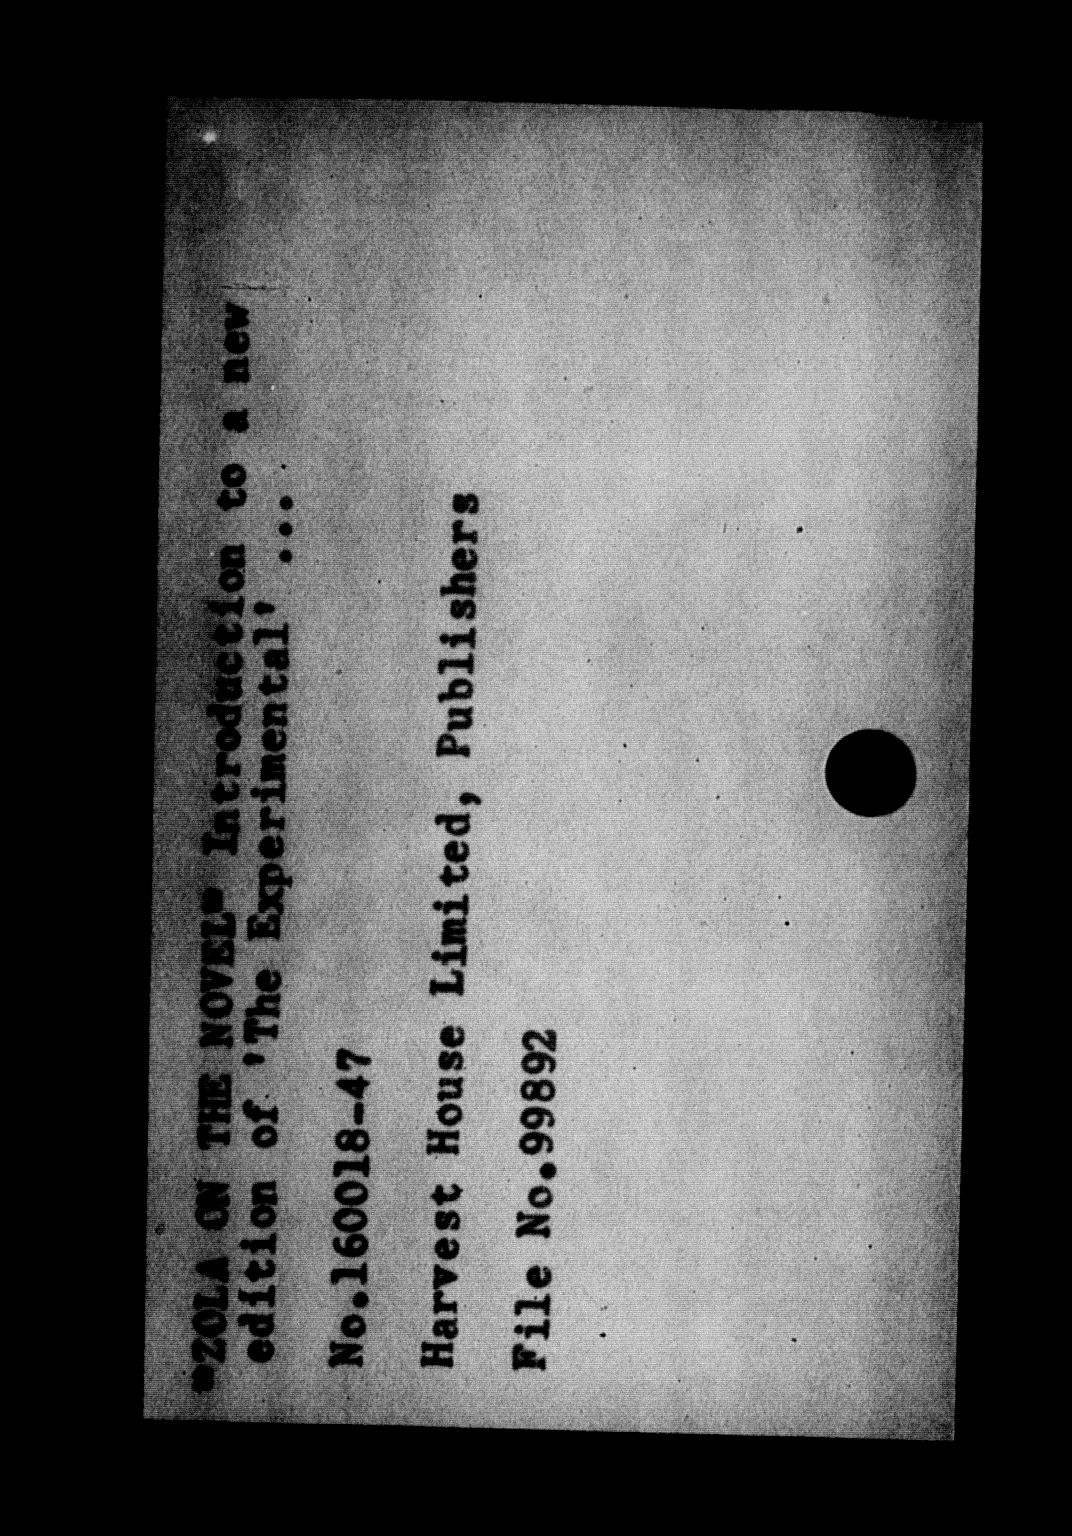 "ZOLA ON THE NOVEL" Introduction to a new
edition of 'The Experimental' ...
No.160018-47
Harvest House Limited, Publishers
File No.99892